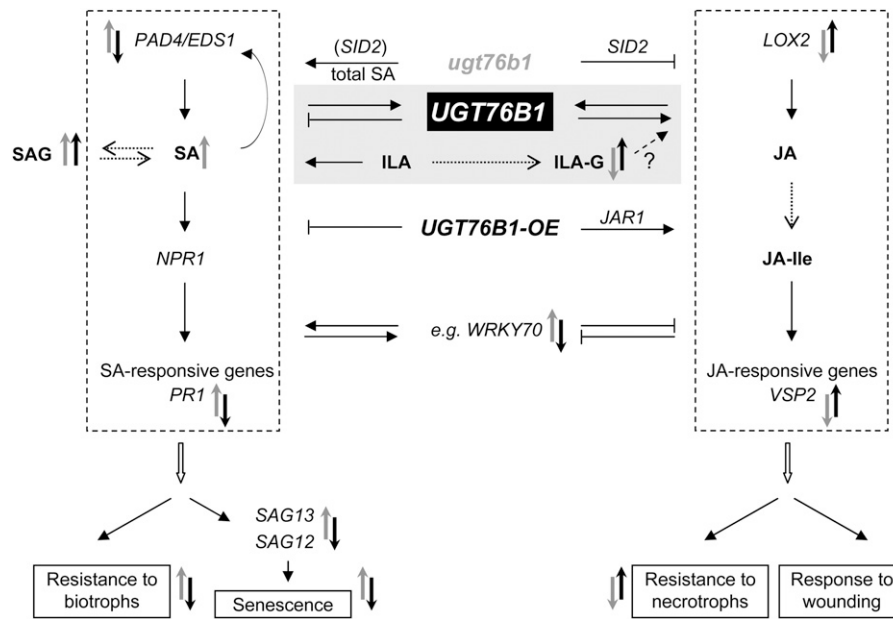 PAD4/EDS1
(SID2)
total SA
ugt76b1
SID2
LOX2
UGT76B1
SAG
SA
ILA
ILA-G
?
JA
NPR1
UGT76B1-OE
JAR1
JA-Ile
e.g. WRKY70
SA-responsive genes
PR1
JA-responsive genes
VSP2
SAG13
SAG12
Resistance to
biotrophs
Senescence
Resistance to
necrotrophs
Response to
wounding